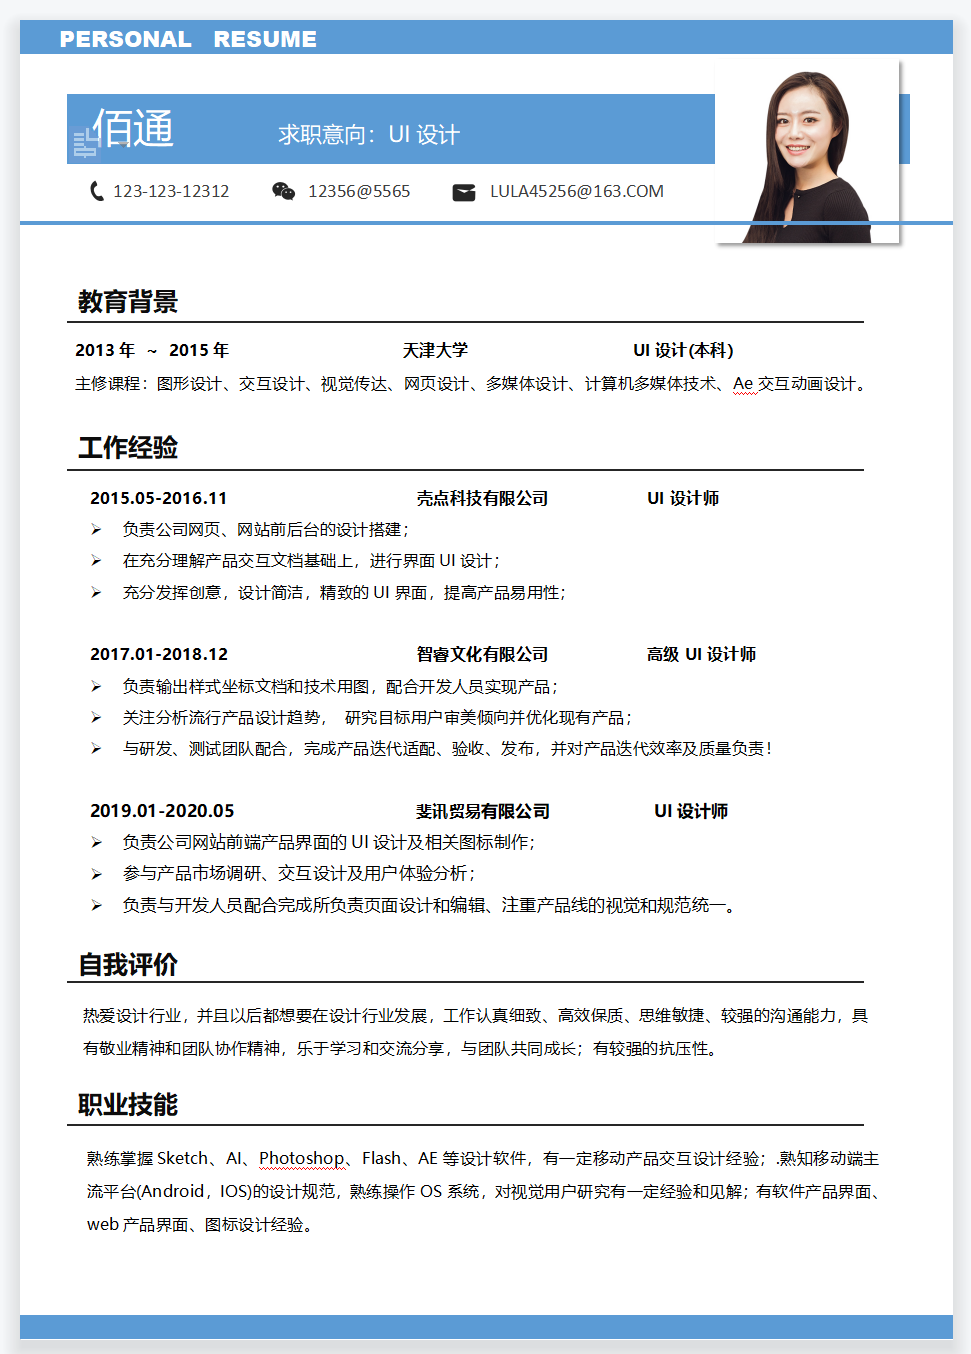 PERSONAL RESUME
佰通
求职意向：UI 设计
123-123-12312 12356@5565 LULA45256@163.COM
教育背景
2013 年 ~ 2015 年 天津大学 UI 设计(本科)
主修课程：图形设计、交互设计、视觉传达、网页设计、多媒体设计、计算机多媒体技术、Ae 交互动画设计。
工作经验
2015.05-2016.11 壳点科技有限公司 UI 设计师
➢ 负责公司网页、网站前后台的设计搭建；
➢ 在充分理解产品交互文档基础上，进行界面 UI 设计；
➢ 充分发挥创意，设计简洁，精致的 UI 界面，提高产品易用性；
2017.01-2018.12 智睿文化有限公司 高级 UI 设计师
➢ 负责输出样式坐标文档和技术用图，配合开发人员实现产品；
➢ 关注分析流行产品设计趋势， 研究目标用户审美倾向并优化现有产品；
➢ 与研发、测试团队配合，完成产品迭代适配、验收、发布，并对产品迭代效率及质量负责！
2019.01-2020.05 斐讯贸易有限公司 UI 设计师
➢ 负责公司网站前端产品界面的 UI 设计及相关图标制作；
➢ 参与产品市场调研、交互设计及用户体验分析；
➢ 负责与开发人员配合完成所负责页面设计和编辑、注重产品线的视觉和规范统一。
自我评价
热爱设计行业，并且以后都想要在设计行业发展，工作认真细致、高效保质、思维敏捷、较强的沟通能力，具
有敬业精神和团队协作精神，乐于学习和交流分享，与团队共同成长；有较强的抗压性。
职业技能
熟练掌握 Sketch、AI、Photoshop、Flash、AE 等设计软件，有一定移动产品交互设计经验；.熟知移动端主
流平台(Android，IOS)的设计规范，熟练操作 OS 系统，对视觉用户研究有一定经验和见解；有软件产品界面、
web 产品界面、图标设计经验。